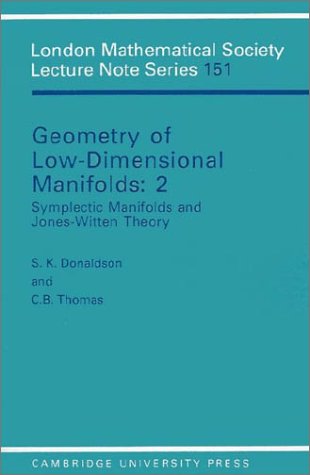 London Mathematical Society
Lecture Note Series 151
Geometry of
Low-Dimensional
Manifolds: 2
Symplectic Manifolds and
Jones-Witten Theory
S. K. Donaldson
and
C.B. Thomas
CAMBRIDGE UNIVERSITY PRESS